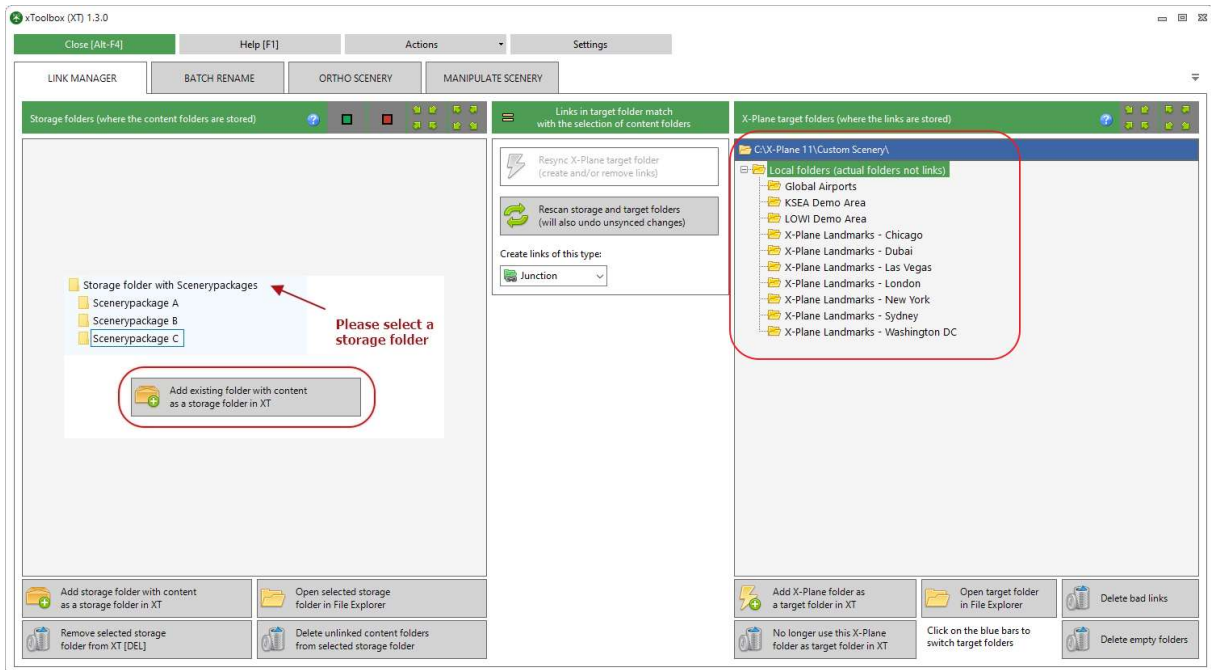 xToolbox (XT) 1.3.0
Close [Alt-F4]
Help [F1]
Actions
Settings
LINK MANAGER
BATCH RENAME
ORTHO SCENERY
MANIPULATE SCENERY
Storage folders (where the content folders are stored)
Links in target folder match
with the selection of content folders
X-Plane target folders (where the links are stored)
Storage folder with Scenerypackages
Scenerypackage A
Scenerypackage B
Scenerypackage C
Please select a
storage folder
Add existing folder with content
as a storage folder in XT
Resync X-Plane target folder
(create and/or remove links)
Rescan storage and target folders
(will also undo unsynced changes)
Create links of this type:
Junction
C:\X-Plane 11\Custom Scenery\
Local folders (actual folders not links)
Global Airports
KSEA Demo Area
LOWI Demo Area
X-Plane Landmarks - Chicago
X-Plane Landmarks - Dubai
X-Plane Landmarks - Las Vegas
X-Plane Landmarks - London
X-Plane Landmarks - New York
X-Plane Landmarks - Sydney
X-Plane Landmarks - Washington DC
Add storage folder with content
as a storage folder in XT
Open selected storage
folder in File Explorer
Remove selected storage
folder from XT [DEL]
Delete unlinked content folders
from selected storage folder
Add X-Plane folder as
a target folder in XT
Open target folder
in File Explorer
Delete bad links
No longer use this X-Plane
folder as target folder in XT
Click on the blue bars to
switch target folders
Delete empty folders